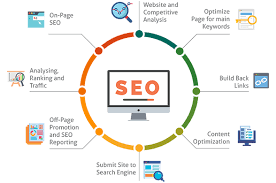 On-Page
SEO
Website and
Competitive
Analysis
Optimize
Page for main
Keywords
Build Back
Links
Content
Optimization
Submit Site to
Search Engine
Off-Page
Promotion
and SEO
Reporting
Analysing,
Ranking and
Traffic
SEO